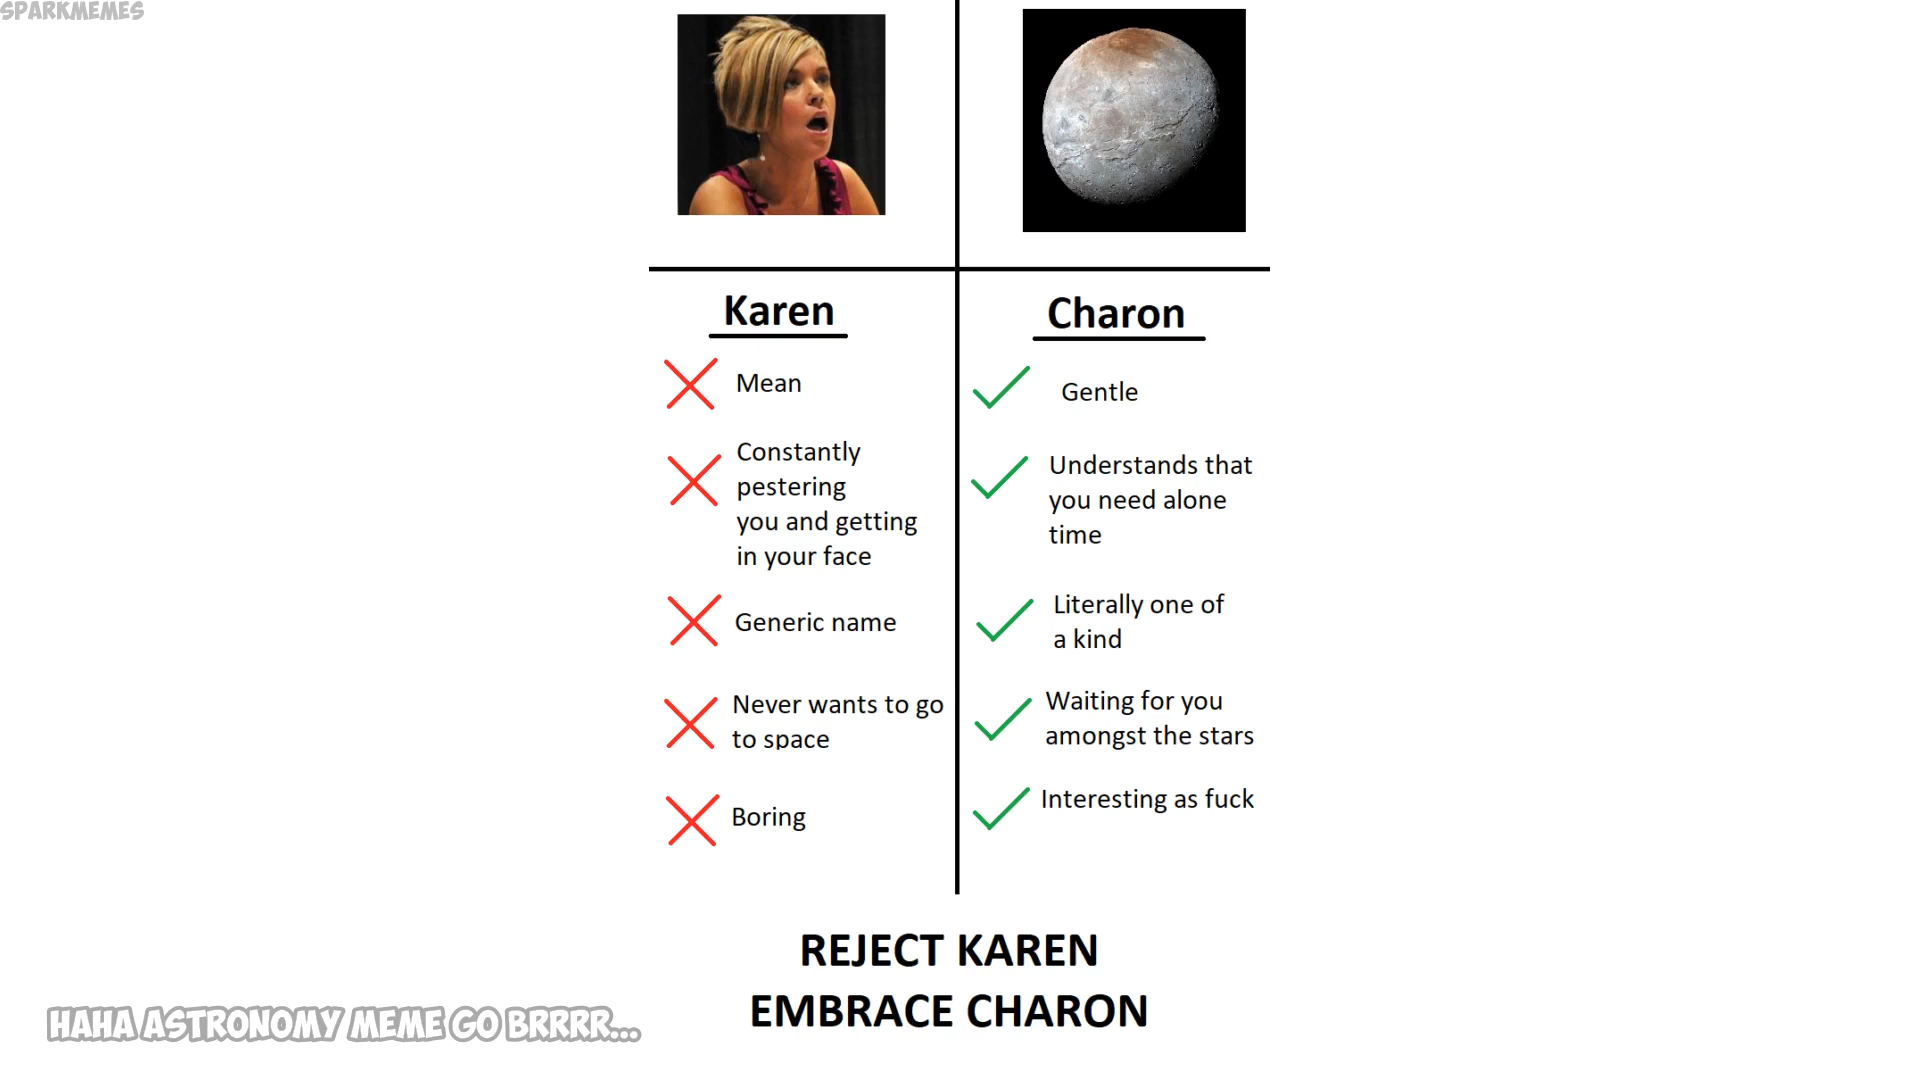 SPARKMEMES
Karen
Mean
Constantly
pestering
you and getting
in your face
Generic name
Never wants to go
to space
Boring
Charon
Gentle
Understands that
you need alone
time
Literally one of
a kind
Waiting for you
amongst the stars
Interesting as fuck
REJECT KAREN
EMBRACE CHARON
HAHA ASTRONOMY MEME GO BRRRR...